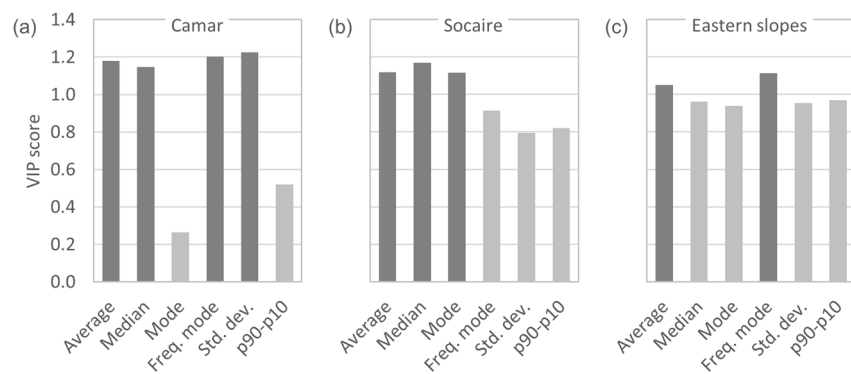 (a) Camar (b) Socaire (c) Eastern slopes
VIP score
1.4
1.2
1.0
0.8
0.6
0.4
0.2
0.0
Average Median Mode Freq. mode Std. dev. p90-p10
Average Median Mode Freq. mode Std. dev. p90-p10
Average Median Mode Freq. mode Std. dev. p90-p10